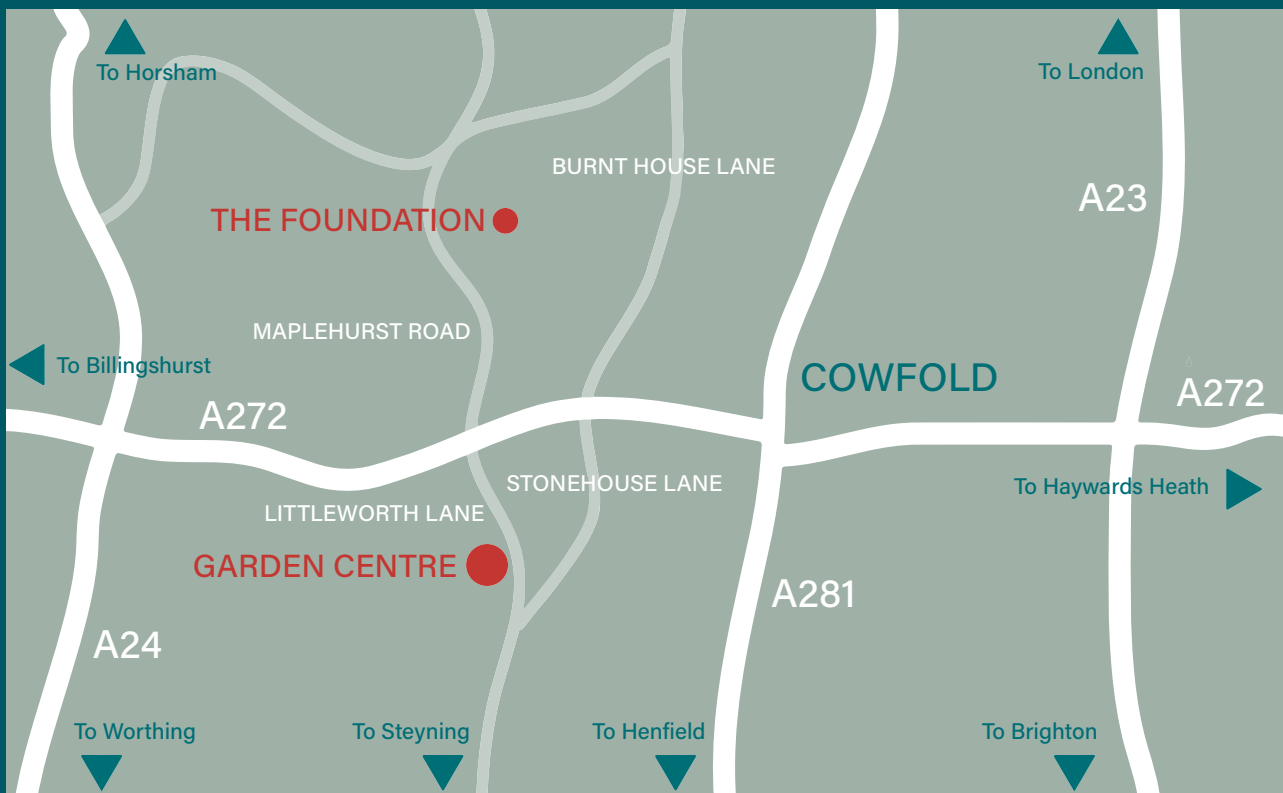 To Horsham
To London
BURNT HOUSE LANE
A23
THE FOUNDATION
MAPLEHURST ROAD
To Billingshurst
COWFOLD
A272
A272
STONEHOUSE LANE
To Haywards Heath
LITTLEWORTH LANE
GARDEN CENTRE
A281
A24
To Worthing
To Steyning
To Henfield
To Brighton